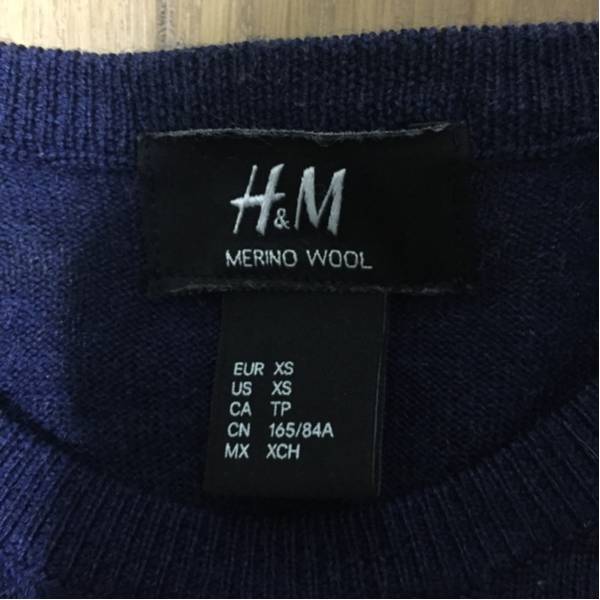 H&M
MERINO WOOL
EUR XS
US XS
CA TP
CN 165/84A
MX XCH